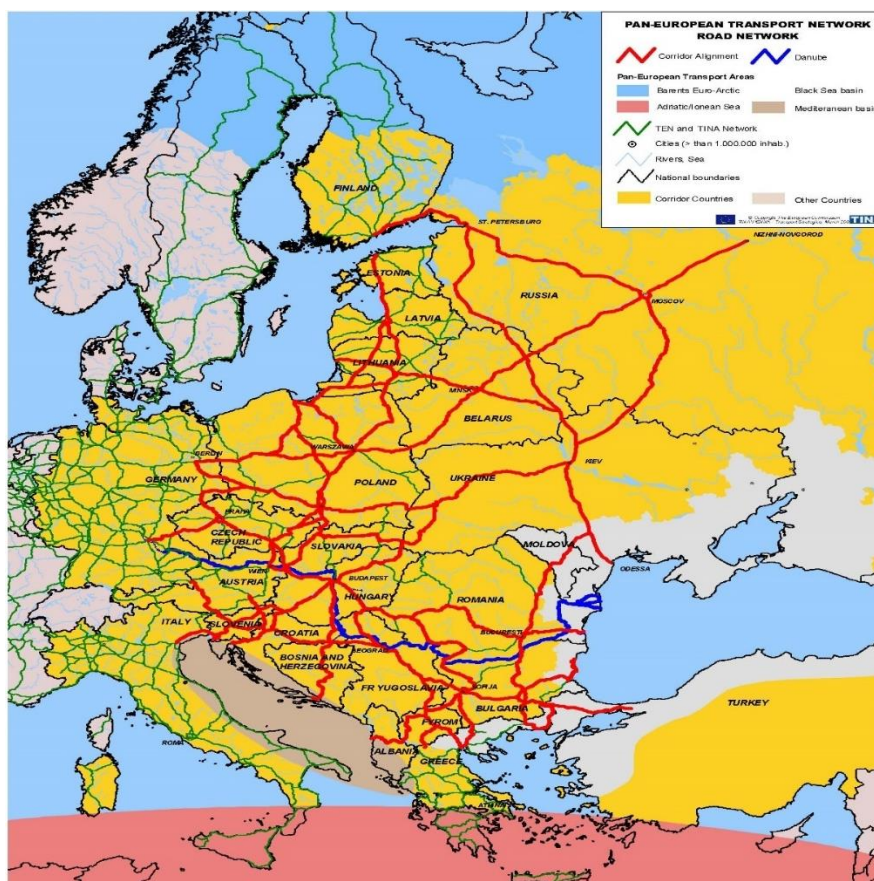 PAN-EUROPEAN TRANSPORT NETWORK
ROAD NETWORK
Corridor Alignment
Danube
Pan-European Transport Areas
Barents Euro-Arctic
Black Sea basin
Adriatic/Ionean Sea
Mediteranean basin
TEN and TINA Network
Cities (> than 1.000.000 inhab.)
Rivers, Sea
National boundaries
Corridor Countries
Other Countries
TINA
FINLAND
ST. PETERSBURG
NIZHNI-NOVGOROD
ESTONIA
RUSSIA
MOSCOV
LATVIA
LITHUANIA
MINSK
BELARUS
BERLIN
WARSZAWA
GERMANY
POLAND
UKRAINE
KIEV
PRAHA
CZECH
REPUBLIC
SLOVAKIA
MOLDOVA
ODESSA
WIEN
BUDAPEST
AUSTRIA
HUNGARY
ROMANIA
ITALY
SLOVENIA
CROATIA
BUCURESTI
BEOGRAD
BOSNIA AND
HERZEGOVINA
FR YUGOSLAVIA
SOFIJA
BULGARIA
TURKEY
FYROM
ROMA
ALBANIA
GREECE